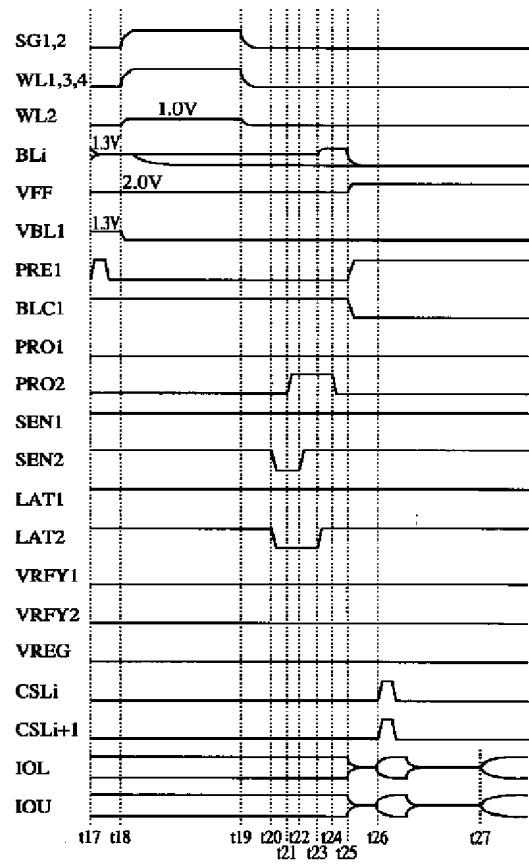 SG1,2
WL1,3,4
WL2 1.0V
1.3V
BLi
VFF 2.0V
VBL1 1.3V
PRE1
BLC1
PRO1
PRO2
SEN1
SEN2
LAT1
LAT2
VRFY1
VRFY2
VREG
CSLi
CSLi+1
IOL
IOU
t17 t18 t19 t20 t22 t24 t26 t27
t21 t23 t25